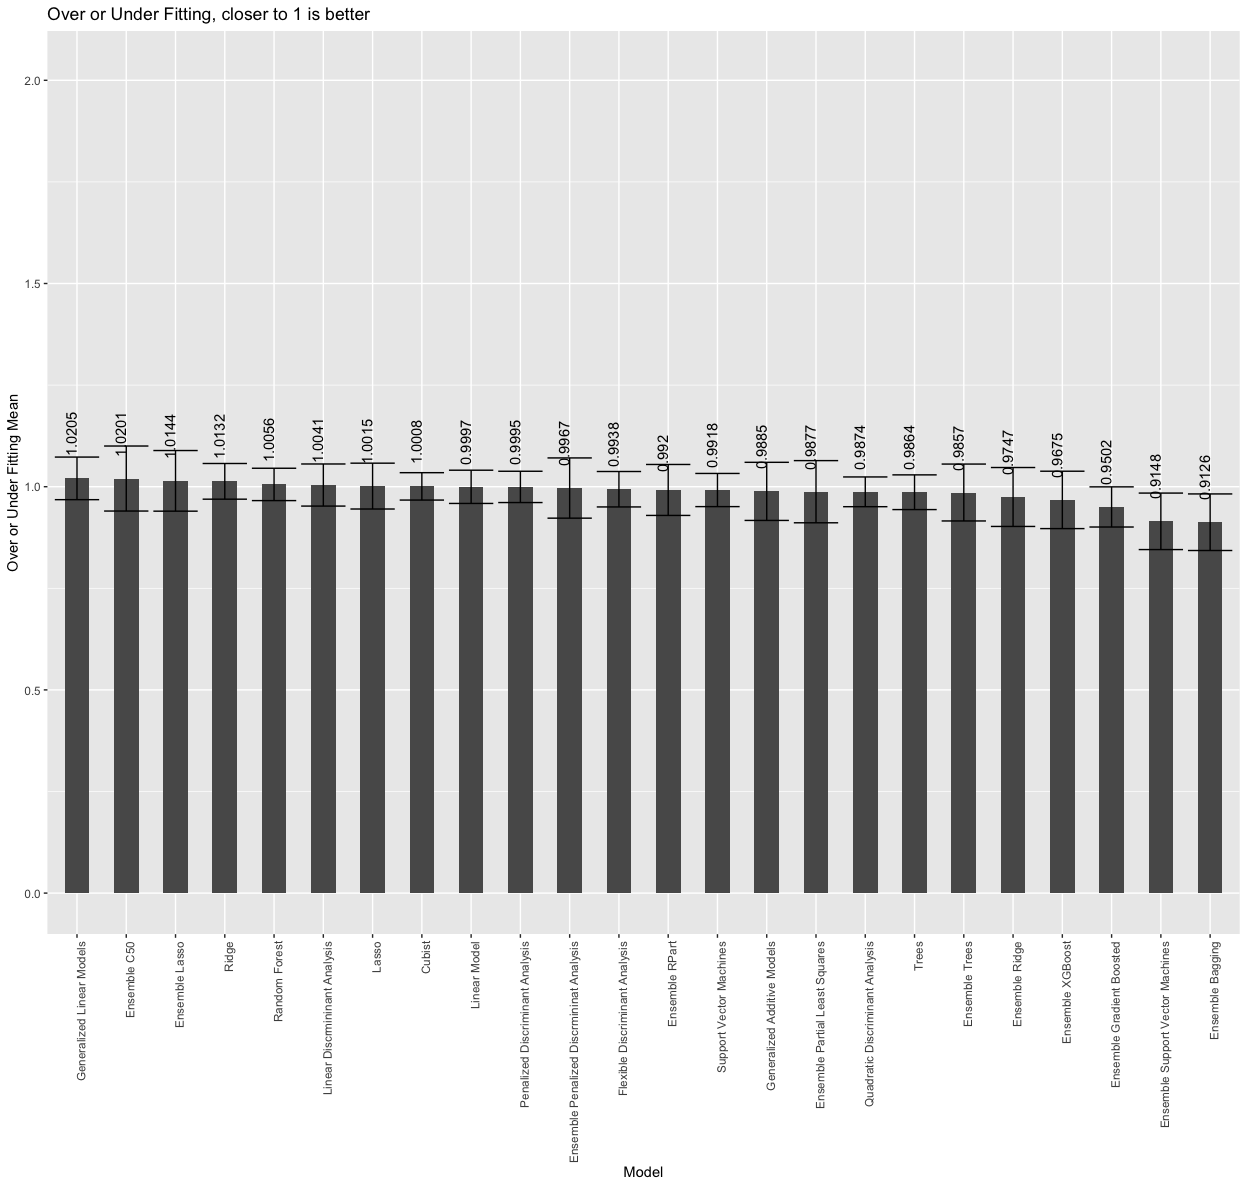 Over or Under Fitting, closer to 1 is better
Over or Under Fitting Mean
2.0
1.5
1.0
0.5
0.0
1.0205
1.0201
1.0144
1.0132
1.0056
1.0041
1.0015
1.0008
0.9997
0.9995
0.9967
0.9938
0.992
0.9918
0.9885
0.9877
0.9874
0.9864
0.9857
0.9747
0.9675
0.9502
0.9148
0.9126
Generalized Linear Models
Ensemble C50
Ensemble Lasso
Ridge
Random Forest
Linear Discrmininant Analysis
Lasso
Cubist
Linear Model
Penalized Discriminant Analysis
Ensemble Penalized Discrmininat Analysis
Flexible Discriminant Analysis
Ensemble RPart
Support Vector Machines
Generalized Additive Models
Ensemble Partial Least Squares
Quadratic Discriminant Analysis
Trees
Ensemble Trees
Ensemble Ridge
Ensemble XGBoost
Ensemble Gradient Boosted
Ensemble Support Vector Machines
Ensemble Bagging
Model